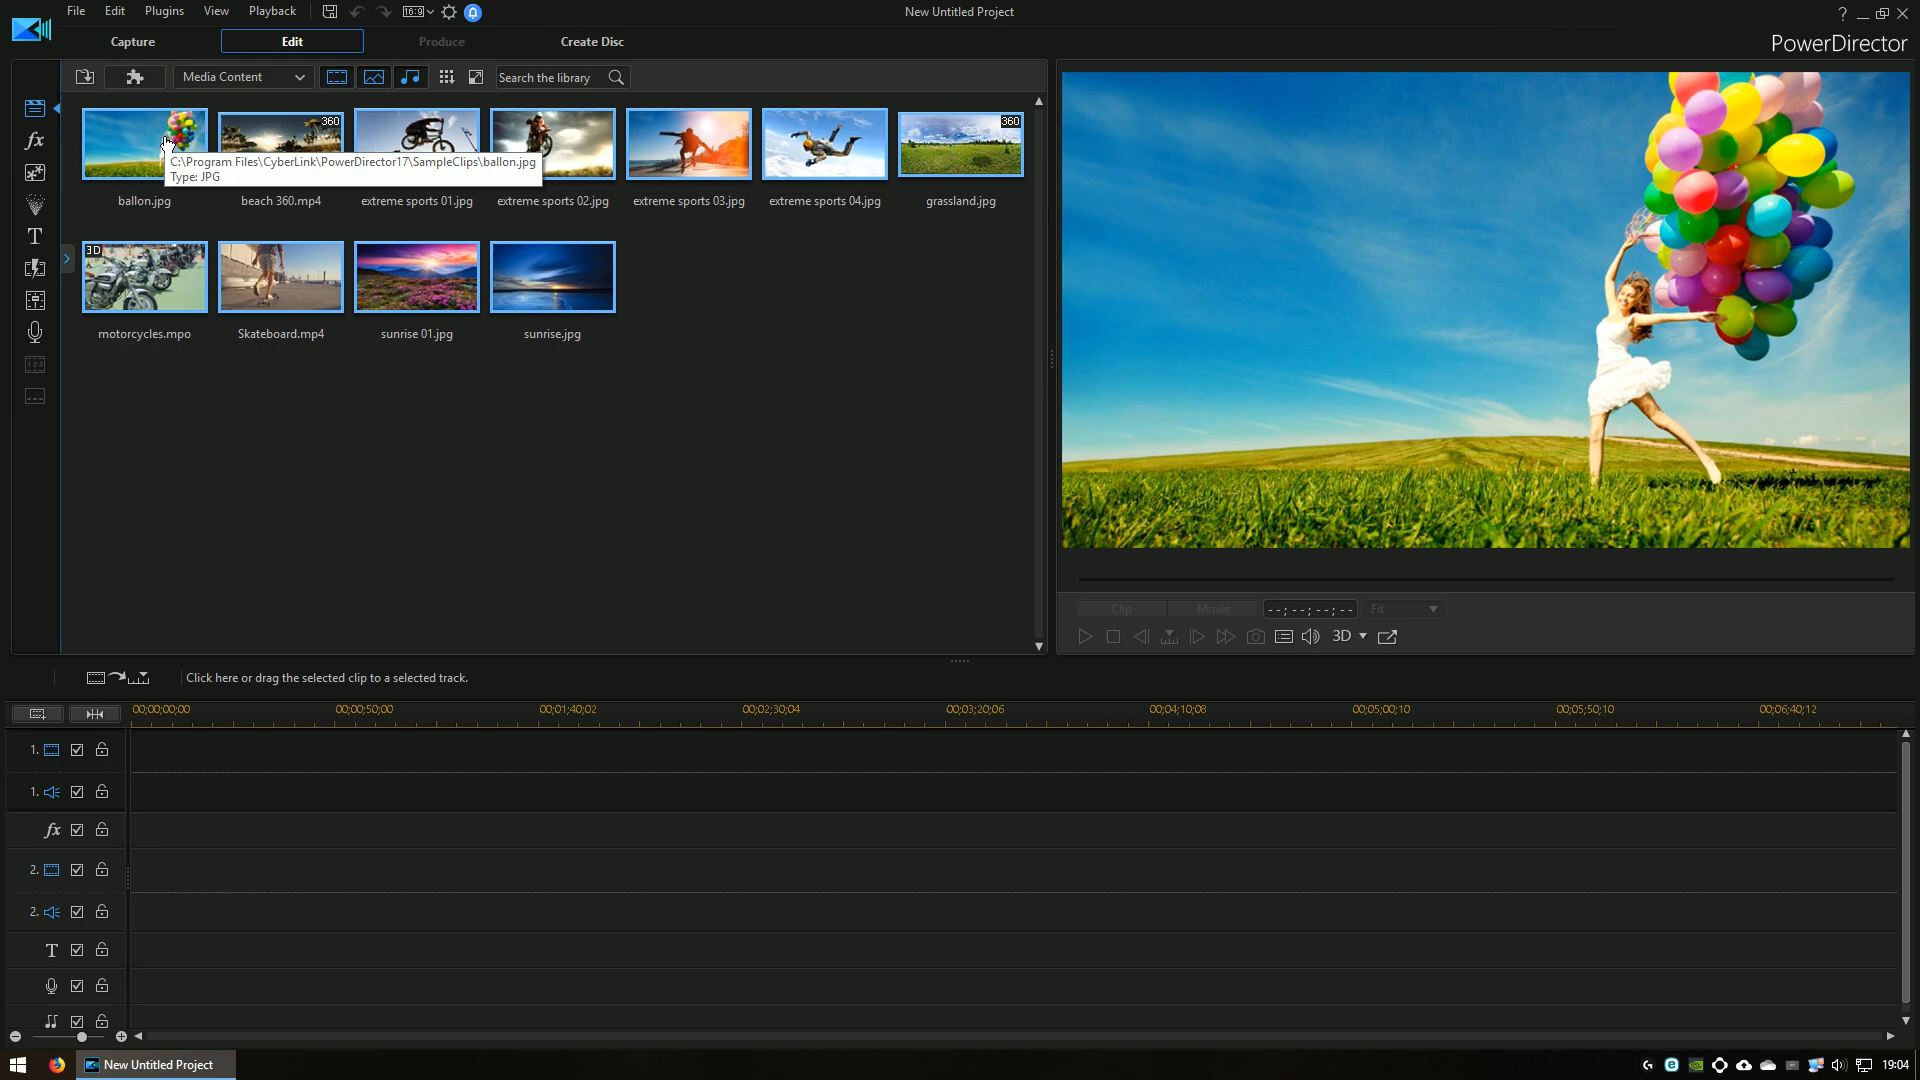 File Edit Plugins View Playback 16:9 New Untitled Project ?
Capture Edit Produce Create Disc PowerDirector
Media Content Search the library
360 360
C:\Program Files\CyberLink\PowerDirector17\SampleClips\ballon.jpg
Type: JPG
ballon.jpg beach 360.mp4 extreme sports 01.jpg extreme sports 02.jpg extreme sports 03.jpg extreme sports 04.jpg grassland.jpg
fx
T
3D
motorcycles.mpo Skateboard.mp4 sunrise 01.jpg sunrise.jpg
Clip Movie --;--;--;-- Fit
3D
Click here or drag the selected clip to a selected track.
00;00;00;00 00;00;50;00 00;01;40;02 00;02;30;04 00;03;20;06 00;04;10;08 00;05;00;10 00;05;50;10 00;06;40;12
1.
1.
fx
2.
2.
T
New Untitled Project 19:04